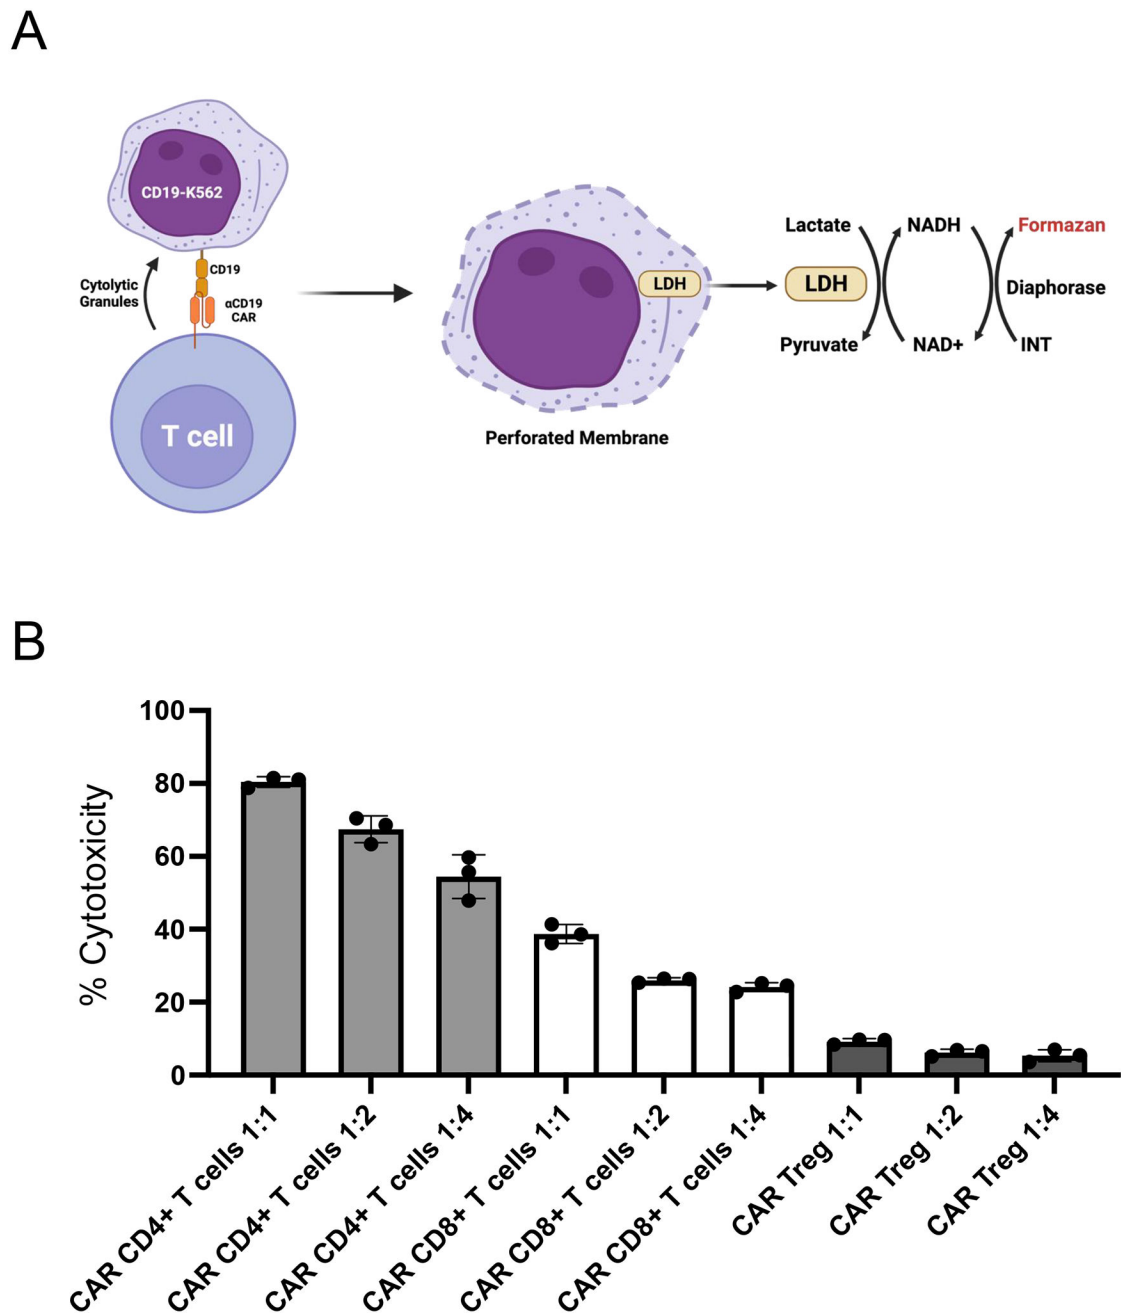 A
CD19-K562
CD19
Cytolytic
Granules
αCD19
CAR
T cell
LDH
Perforated Membrane
Lactate
NADH
Formazan
LDH
Diaphorase
Pyruvate
NAD+
INT
B
% Cytotoxicity
100
80
60
40
20
0
CAR CD4+ T cells 1:1
CAR CD4+ T cells 1:2
CAR CD4+ T cells 1:4
CAR CD8+ T cells 1:1
CAR CD8+ T cells 1:2
CAR CD8+ T cells 1:4
CAR Treg 1:1
CAR Treg 1:2
CAR Treg 1:4